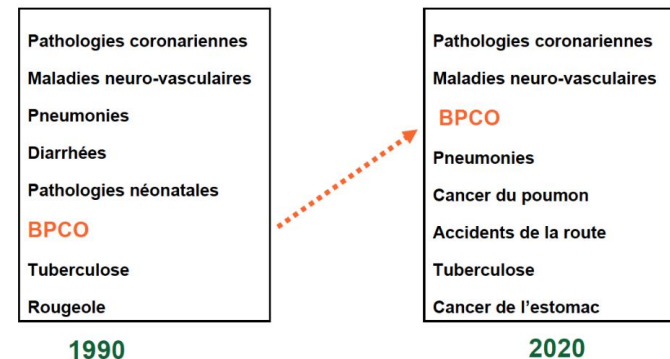 Pathologies coronariennes
Maladies neuro-vasculaires
Pneumonies
Diarrhées
Pathologies néonatales
BPCO
Tuberculose
Rougeole
1990
Pathologies coronariennes
Maladies neuro-vasculaires
BPCO
Pneumonies
Cancer du poumon
Accidents de la route
Tuberculose
Cancer de l'estomac
2020